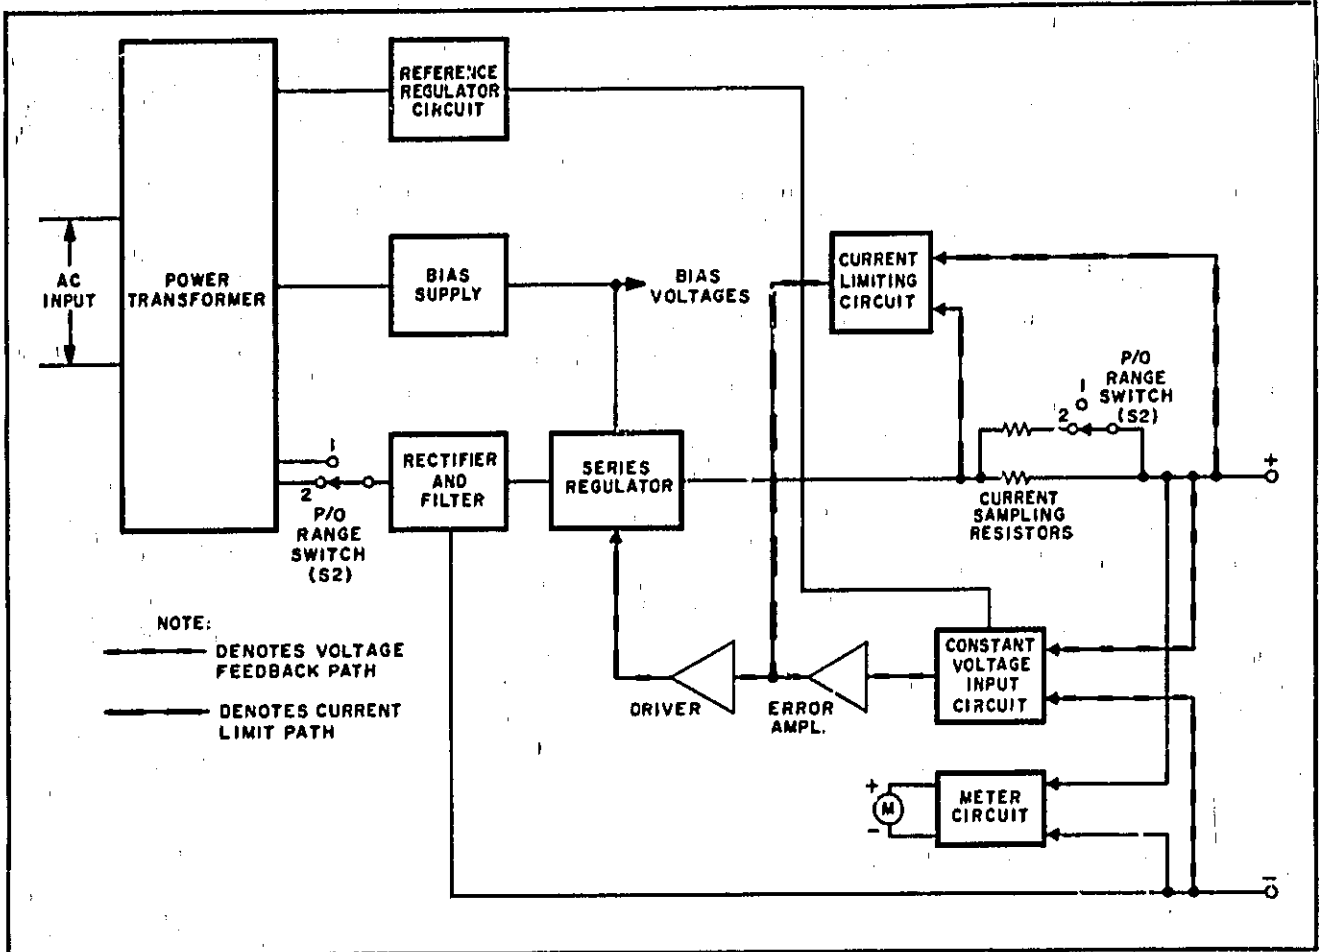 REFERENCE
REGULATOR
CIRCUIT
AC
INPUT
POWER
TRANSFORMER
BIAS
SUPPLY
BIAS
VOLTAGES
CURRENT
LIMITING
CIRCUIT
P/O
RANGE
SWITCH
(S2)
1
2
1
2
P/O
RANGE
SWITCH
(S2)
RECTIFIER
AND
FILTER
SERIES
REGULATOR
CURRENT
SAMPLING
RESISTORS
+
NOTE:
DENOTES VOLTAGE
FEEDBACK PATH
DENOTES CURRENT
LIMIT PATH
DRIVER
ERROR
AMPL.
CONSTANT
VOLTAGE
INPUT
CIRCUIT
+
M
-
METER
CIRCUIT
-